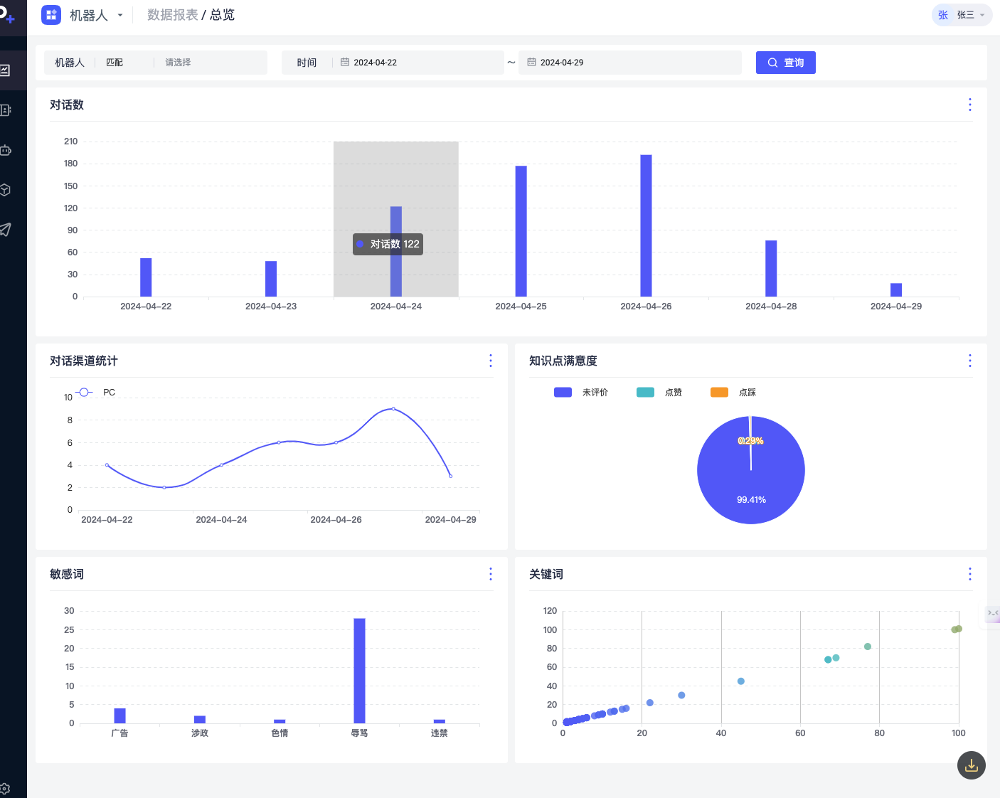 机器人
数据报表 / 总览
张 张三
机器人 匹配 请选择 时间 2024-04-22 ~ 2024-04-29 查询
对话数
210
180
150
120
90
60
30
0
对话数 122
2024-04-22 2024-04-23 2024-04-24 2024-04-25 2024-04-26 2024-04-28 2024-04-29
对话渠道统计
PC
10
8
6
4
2
0
2024-04-22 2024-04-24 2024-04-26 2024-04-29
知识点满意度
未评价 点赞 点踩
0.29%
99.41%
敏感词
30
25
20
15
10
5
0
广告 涉政 色情 辱骂 违禁
关键词
120
100
80
60
40
20
0
0 20 40 60 80 100